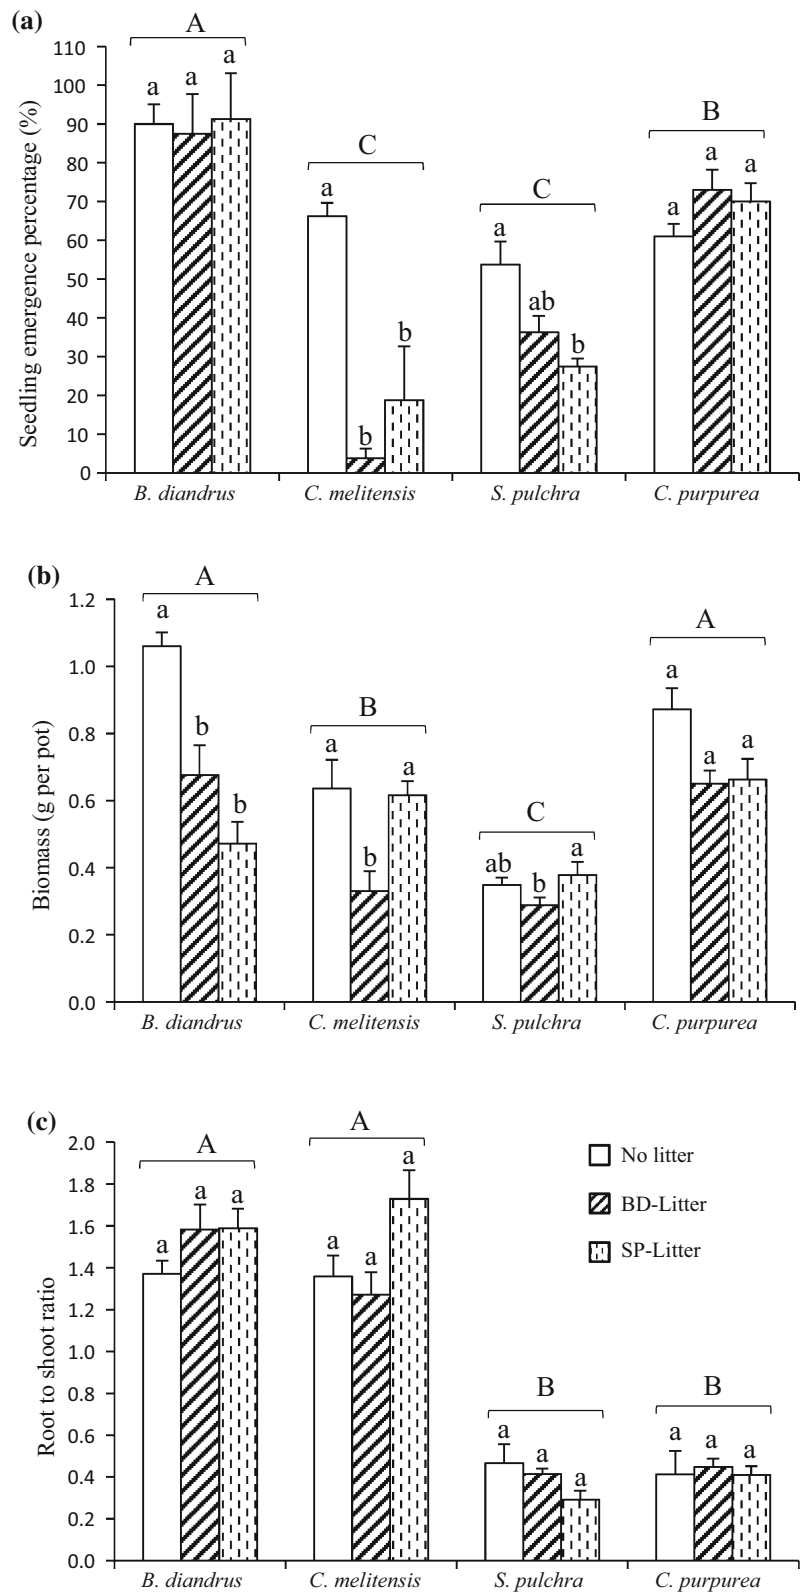 (a)
A
B
C
C
a a a
a
b
b
a
ab
b
a
a
a
Seedling emergence percentage (%)
110
100
90
80
70
60
50
40
30
20
10
0
B. diandrus C. melitensis S. pulchra C. purpurea
(b)
A
A
B
C
a
b
b
a
b
a
ab
b
a
a
a
a
Biomass (g per pot)
1.2
1.0
0.8
0.6
0.4
0.2
0.0
B. diandrus C. melitensis S. pulchra C. purpurea
(c)
A
A
B
B
a
a
a
a
a
a
a
a
a
a
a
a
No litter
BD-Litter
SP-Litter
Root to shoot ratio
2.0
1.8
1.6
1.4
1.2
1.0
0.8
0.6
0.4
0.2
0.0
B. diandrus C. melitensis S. pulchra C. purpurea